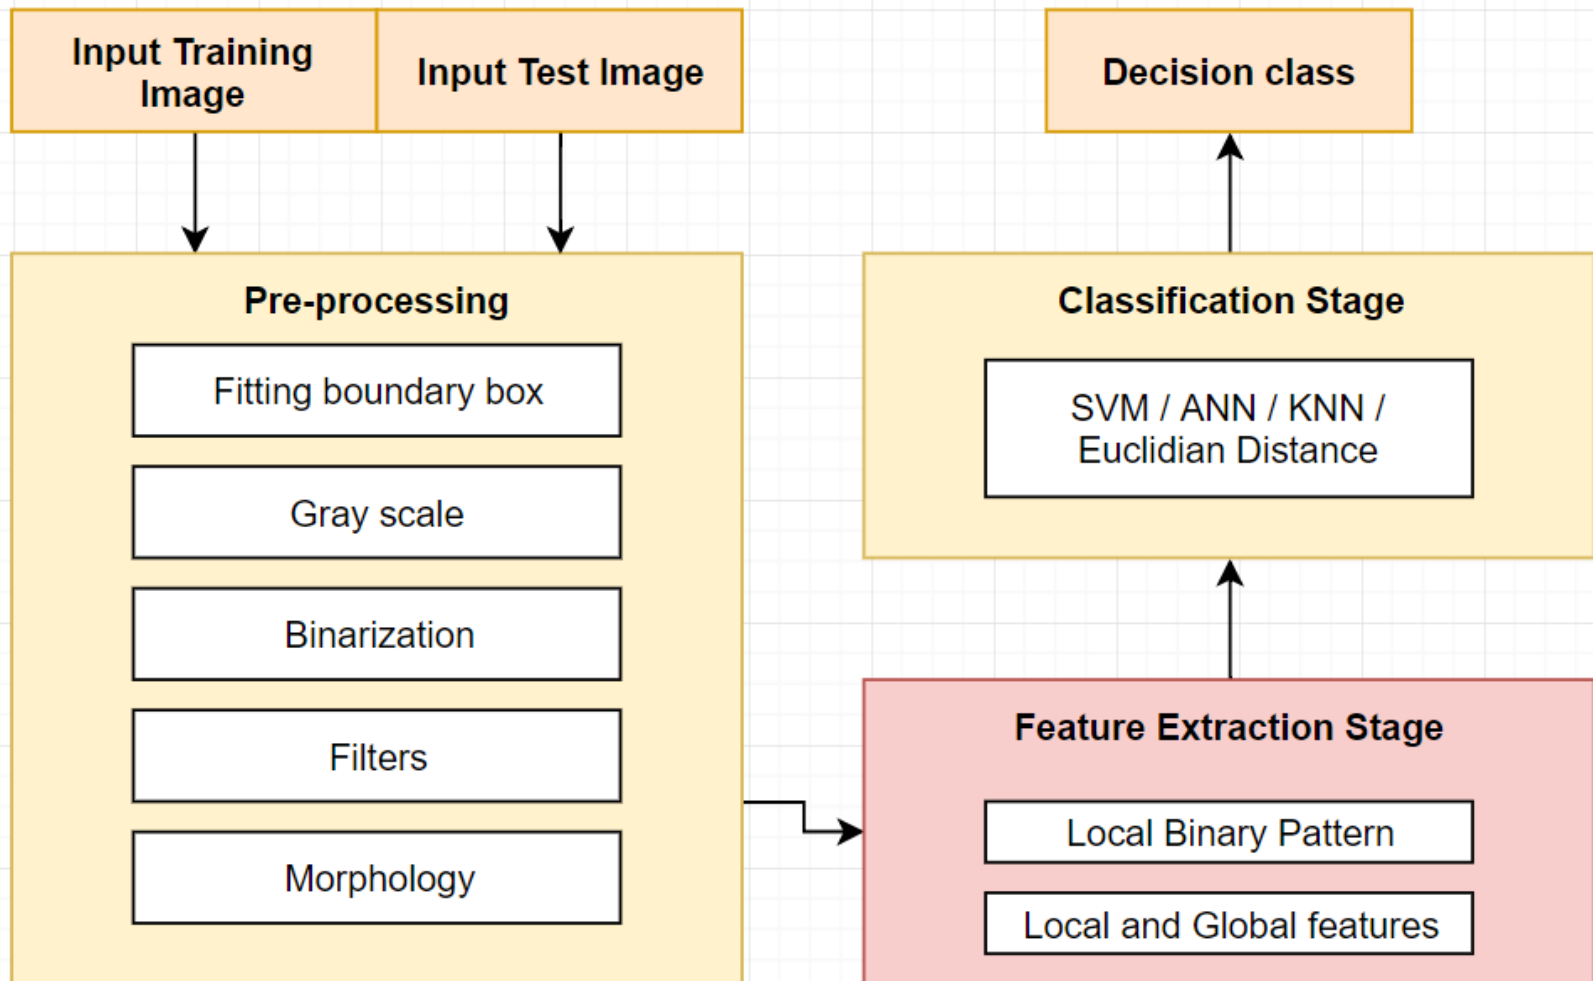 Input Training
Image
Input Test Image
Decision class
Pre-processing
Fitting boundary box
Gray scale
Binarization
Filters
Morphology
Classification Stage
SVM / ANN / KNN /
Euclidian Distance
Feature Extraction Stage
Local Binary Pattern
Local and Global features